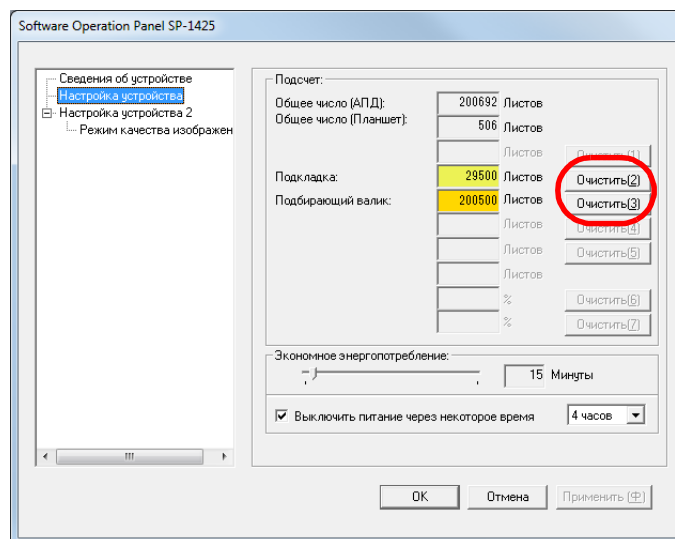 Software Operation Panel SP-1425
Сведения об устройстве
Настройка устройства
Настройка устройства 2
Режим качества изображен
Подсчет:
Общее число (АПД): 200692 Листов
Общее число (Планшет): 506 Листов
Листов Очистить(1)
Подкладка: 29500 Листов Очистить(2)
Подбирающий валик: 200500 Листов Очистить(3)
Листов Очистить(4)
Листов Очистить(5)
Листов
% Очистить(6)
% Очистить(7)
Экономное энергопотребление:
15 Минуты
Выключить питание через некоторое время 4 часов
OK Отмена Применить (Ф)